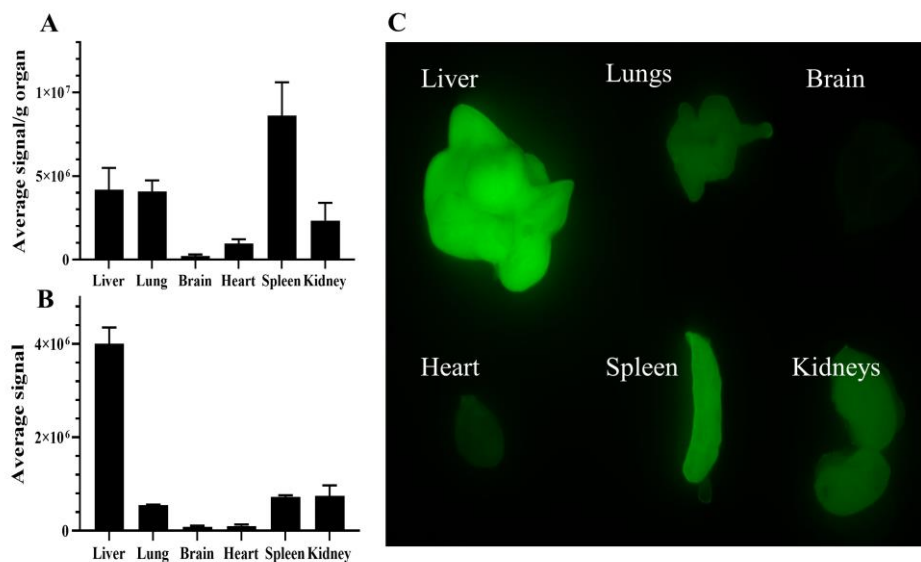 A
Average signal/g organ
1×10⁷
5×10⁶
0
Liver Lung Brain Heart Spleen Kidney
B
Average signal
4×10⁶
2×10⁶
0
Liver Lung Brain Heart Spleen Kidney
C
Liver Lungs Brain
Heart Spleen Kidneys